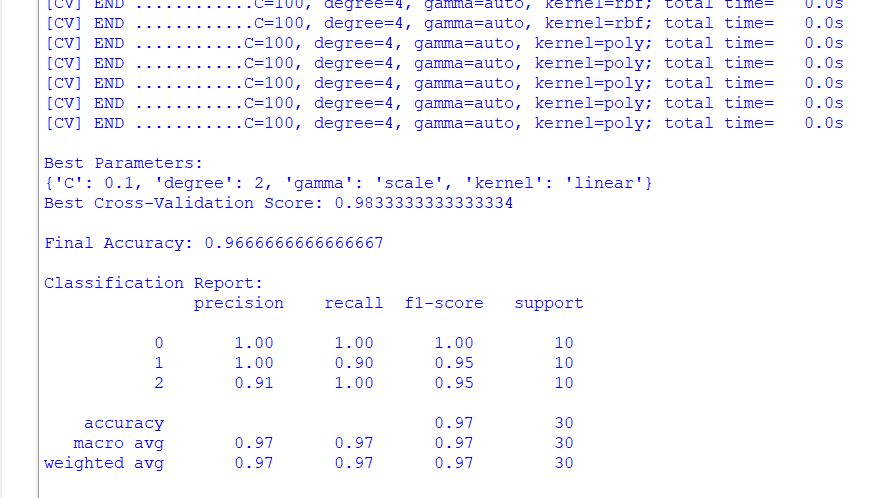 [CV] END ............C=100, degree=4, gamma=auto, kernel=rbf; total time=   0.0s
[CV] END ............C=100, degree=4, gamma=auto, kernel=rbf; total time=   0.0s
[CV] END ...........C=100, degree=4, gamma=auto, kernel=poly; total time=   0.0s
[CV] END ...........C=100, degree=4, gamma=auto, kernel=poly; total time=   0.0s
[CV] END ...........C=100, degree=4, gamma=auto, kernel=poly; total time=   0.0s
[CV] END ...........C=100, degree=4, gamma=auto, kernel=poly; total time=   0.0s
[CV] END ...........C=100, degree=4, gamma=auto, kernel=poly; total time=   0.0s

Best Parameters:
{'C': 0.1, 'degree': 2, 'gamma': 'scale', 'kernel': 'linear'}
Best Cross-Validation Score: 0.9833333333333334

Final Accuracy: 0.9666666666666667

Classification Report:
               precision    recall  f1-score   support

           0       1.00      1.00      1.00        10
           1       1.00      0.90      0.95        10
           2       0.91      1.00      0.95        10

    accuracy                           0.97        30
   macro avg       0.97      0.97      0.97        30
weighted avg       0.97      0.97      0.97        30